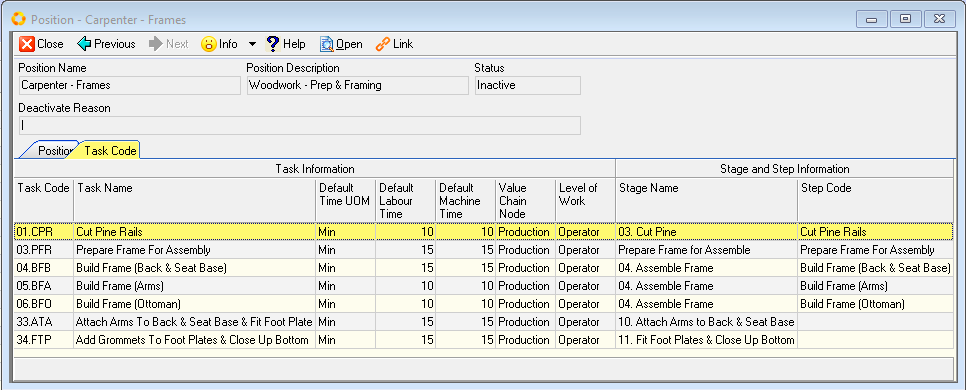 Position - Carpenter - Frames
Close Previous Next Info Help Open Link
Position Name Position Description Status
Carpenter - Frames Woodwork - Prep & Framing Inactive
Deactivate Reason
Position Task Code
Task Information Stage and Step Information
Task Code Task Name Default Time UOM Default Labour Time Default Machine Time Value Chain Node Level of Work Stage Name Step Code
01.CPR Cut Pine Rails Min 10 10 Production Operator 03. Cut Pine Cut Pine Rails
03.PFR Prepare Frame For Assembly Min 15 15 Production Operator Prepare Frame for Assemble Prepare Frame For Assembly
04.BFB Build Frame (Back & Seat Base) Min 10 10 Production Operator 04. Assemble Frame Build Frame (Back & Seat Base)
05.BFA Build Frame (Arms) Min 10 10 Production Operator 04. Assemble Frame Build Frame (Arms)
06.BFO Build Frame (Ottoman) Min 10 10 Production Operator 04. Assemble Frame Build Frame (Ottoman)
33.ATA Attach Arms To Back & Seat Base & Fit Foot Plate Min 15 15 Production Operator 10. Attach Arms to Back & Seat Base
34.FTP Add Grommets To Foot Plates & Close Up Bottom Min 15 15 Production Operator 11. Fit Foot Plates & Close Up Bottom